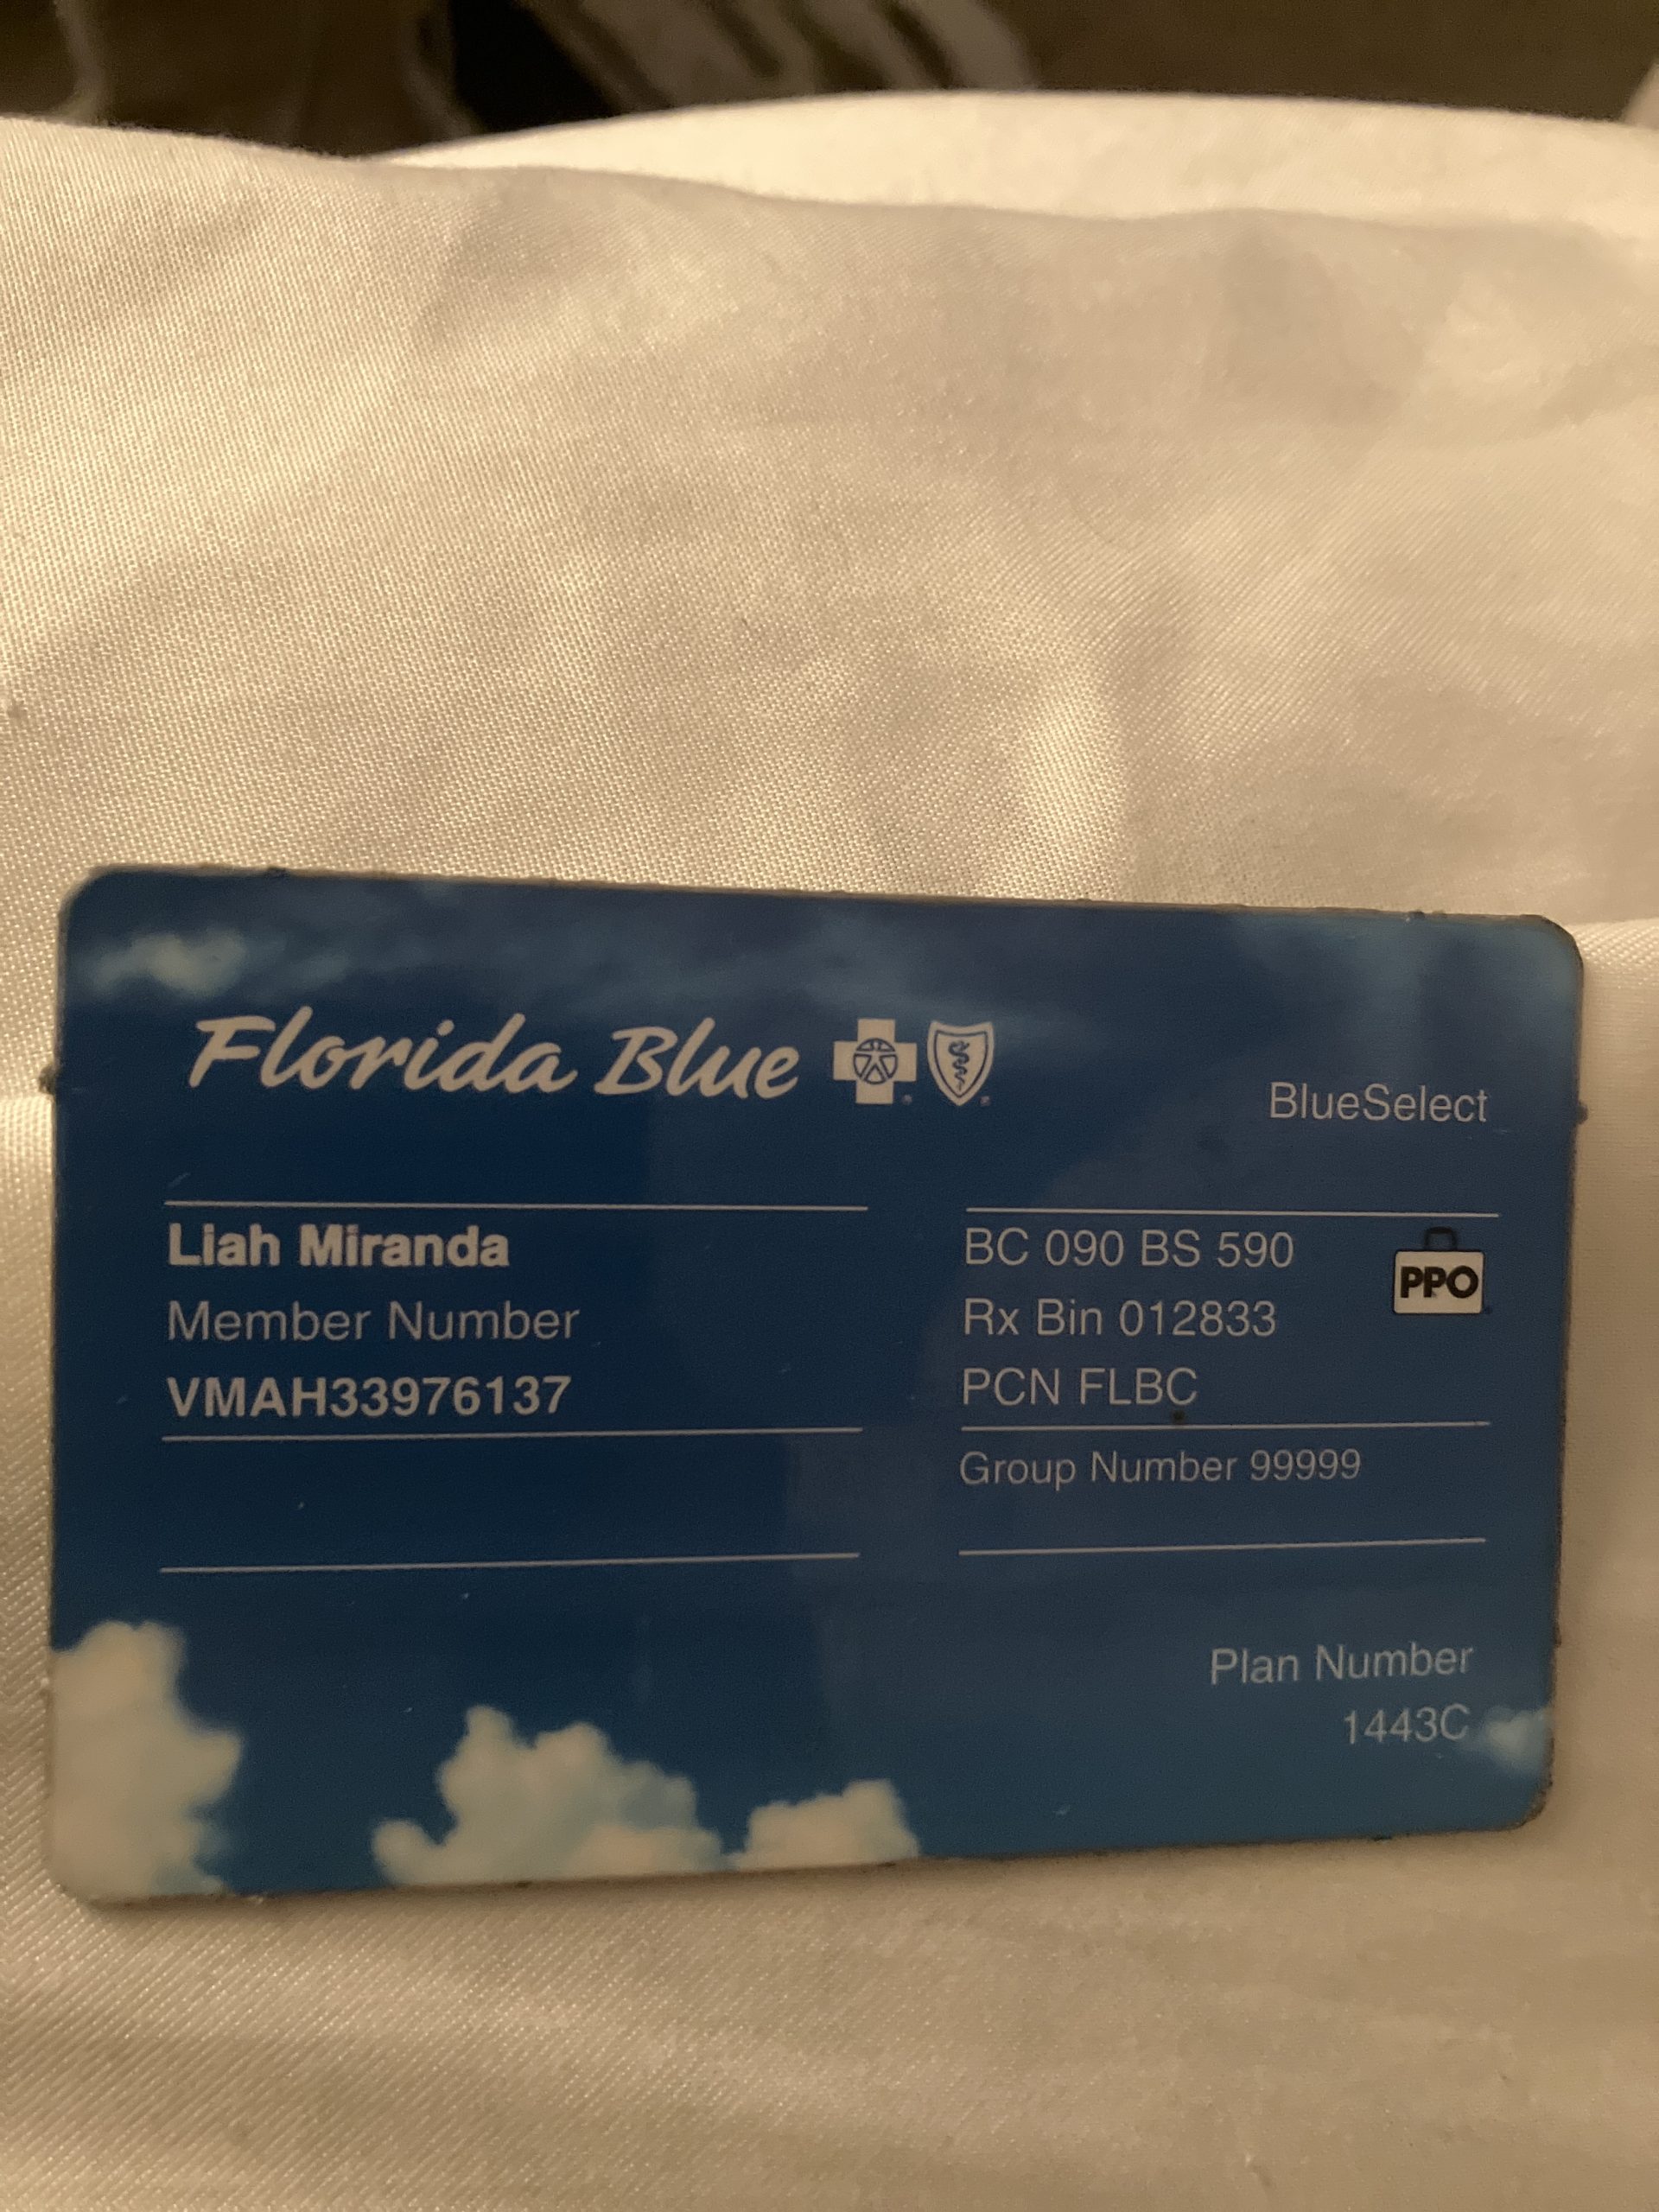 Florida Blue
BlueSelect
Liah Miranda
Member Number
VMAH33976137
BC 090 BS 590
PPO
Rx Bin 012833
PCN FLBC
Group Number 99999
Plan Number
1443C